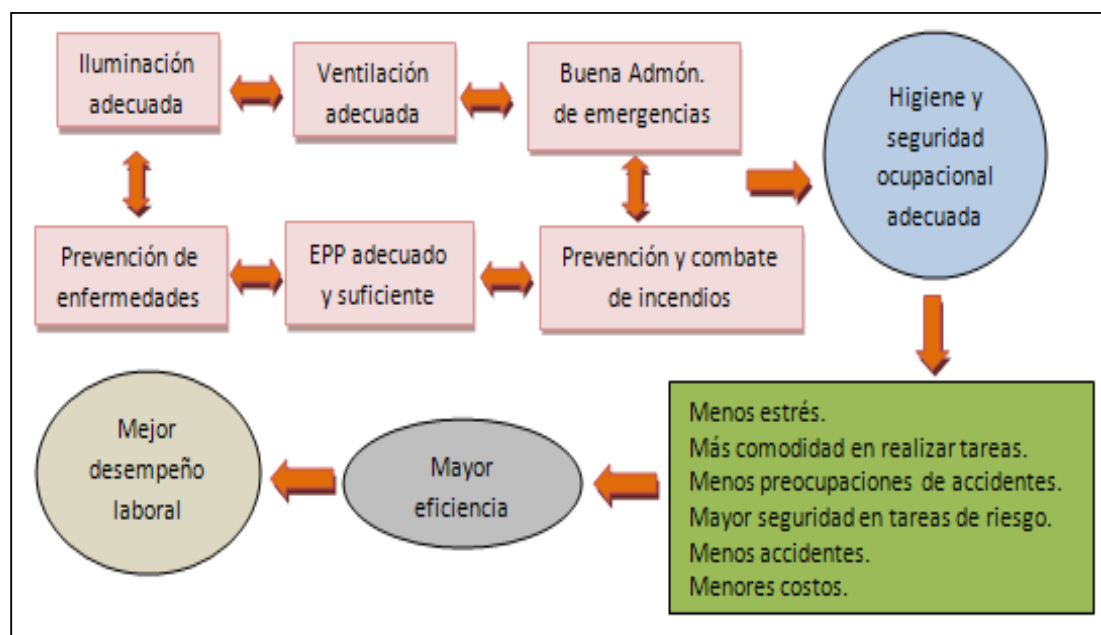 Iluminación
adecuada
Ventilación
adecuada
Buena Admón.
de emergencias
Higiene y
seguridad
ocupacional
adecuada
Prevención de
enfermedades
EPP adecuado
y suficiente
Prevención y combate
de incendios
Menos estrés.
Más comodidad en realizar tareas.
Menos preocupaciones de accidentes.
Mayor seguridad en tareas de riesgo.
Menos accidentes.
Menores costos.
Mayor
eficiencia
Mejor
desempeño
laboral